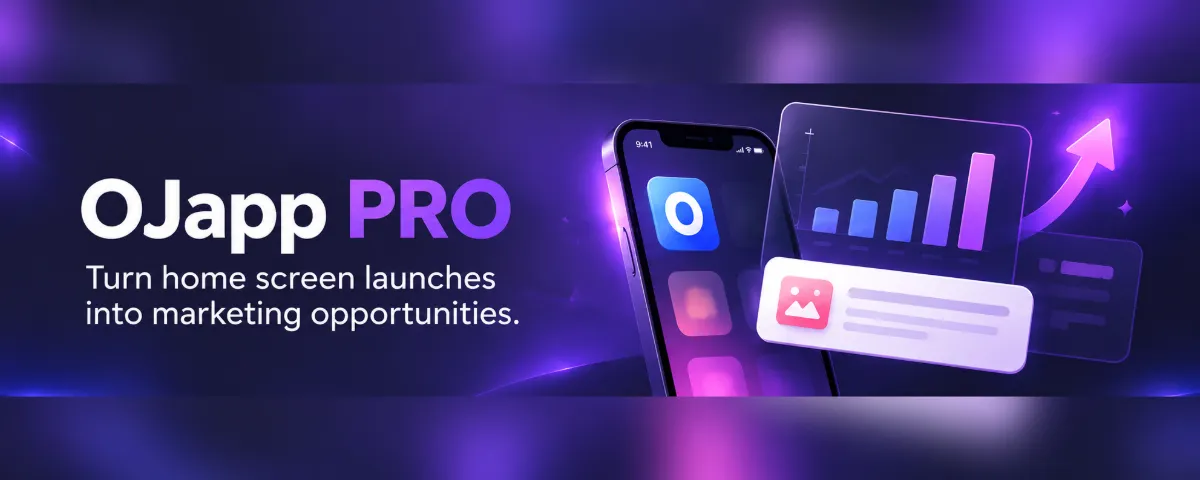 OJapp PRO
Turn home screen launches
into marketing opportunities.
9:41
O